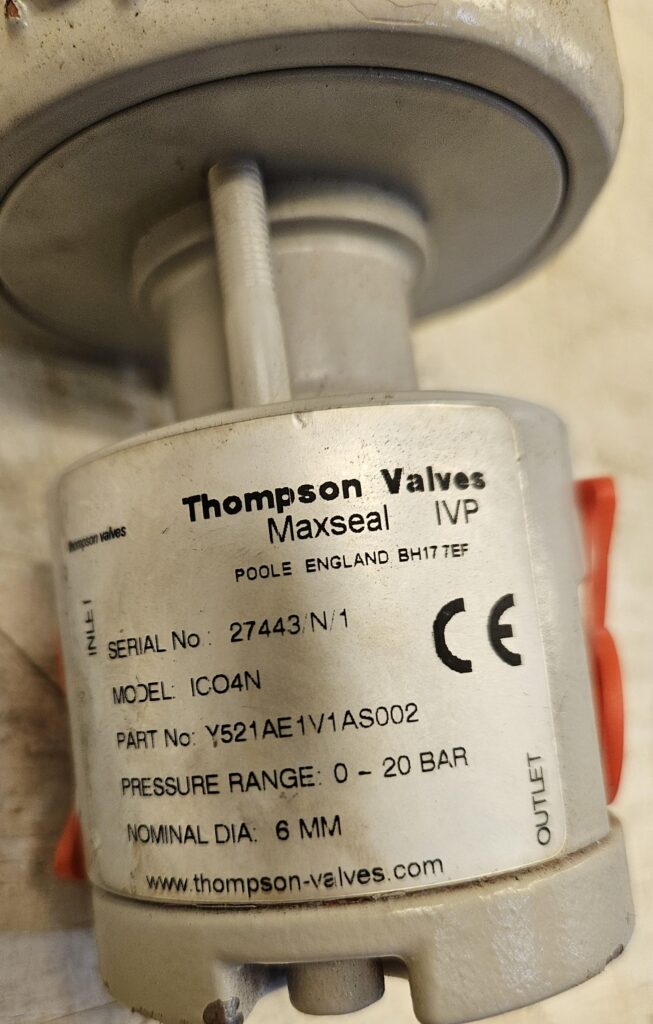 Thompson Valves
Maxseal IVP
POOLE ENGLAND BH17 7EF
thompson valves
INLET
SERIAL No: 27443/N/1
CE
MODEL: ICO4N
PART No: Y521AE1V1AS002
PRESSURE RANGE: 0 - 20 BAR
NOMINAL DIA: 6 MM
OUTLET
www.thompson-valves.com